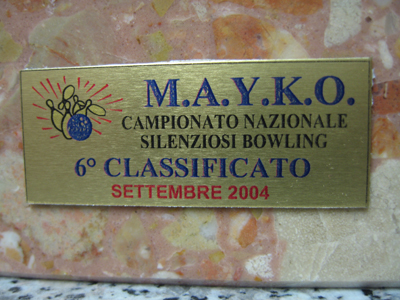 M.A.Y.K.O.
CAMPIONATO NAZIONALE
SILENZIOSI BOWLING
6° CLASSIFICATO
SETTEMBRE 2004